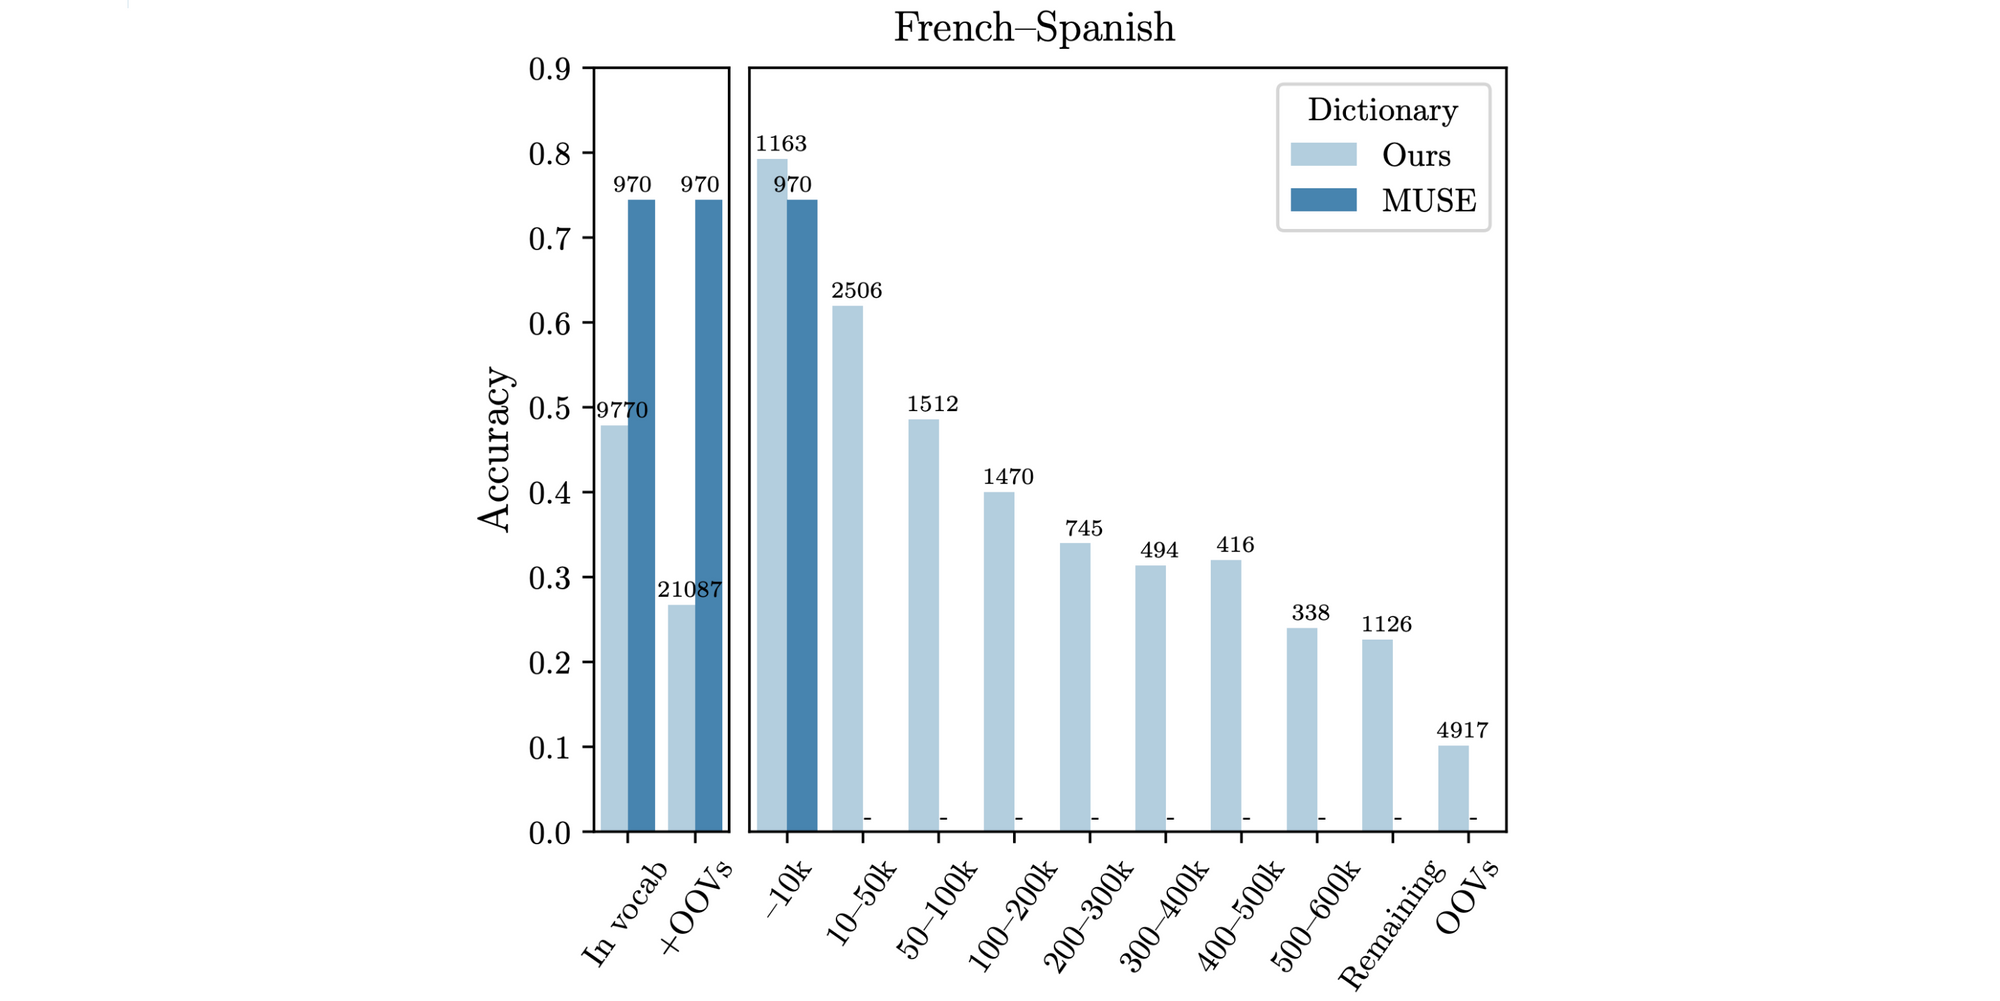 French–Spanish
Accuracy
0.9
0.8
0.7
0.6
0.5
0.4
0.3
0.2
0.1
0.0
9770
970
21087
970
1163
970
2506
-
1512
-
1470
-
745
-
494
-
416
-
338
-
1126
-
4917
-
Dictionary
Ours
MUSE
In vocab
+OOVs
–10k
10–50k
50–100k
100–200k
200–300k
300–400k
400–500k
500–600k
Remaining
OOVs